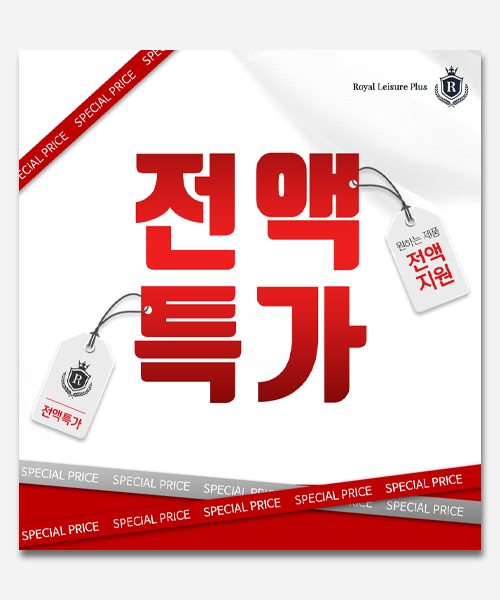 SPECIAL PRICE
SPECIAL PRICE
Royal Leisure Plus
R
전액
특가
원하는 제품
전액
지원
R
전액특가
SPECIAL PRICE SPECIAL PRICE SPECIAL PRICE SPECIAL PRICE
SPECIAL PRICE SPECIAL PRICE SPECIAL PRICE SPECIAL PRICE SPECIAL PRICE